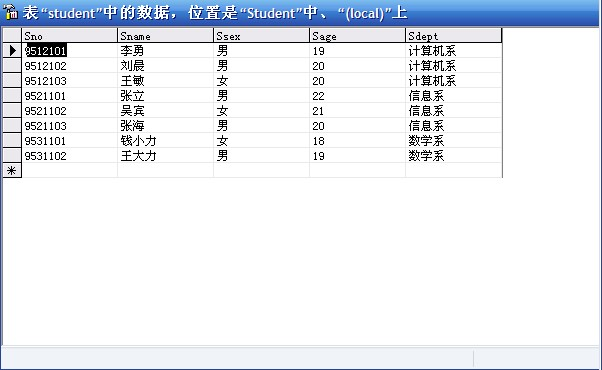 表“student”中的数据，位置是“Student”中、“(local)”上
Sno Sname Ssex Sage Sdept
9512101 李勇 男 19 计算机系
9512102 刘晨 男 20 计算机系
9512103 王敏 女 20 计算机系
9521101 张立 男 22 信息系
9521102 吴宾 女 21 信息系
9521103 张海 男 20 信息系
9531101 钱小力 女 18 数学系
9531102 王大力 男 19 数学系